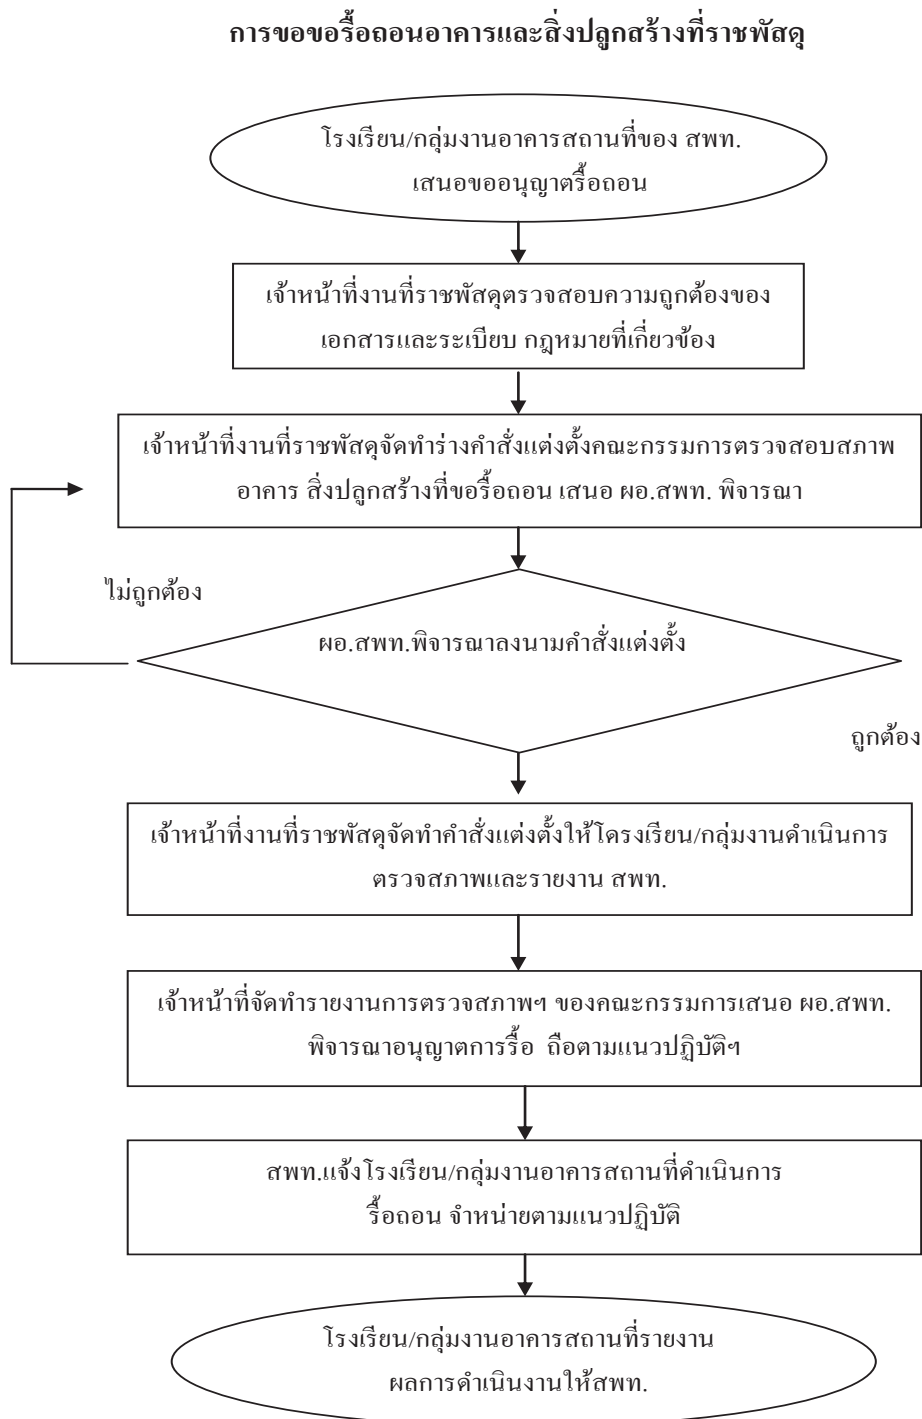 การขอขอรื้อถอนอาคารและสิ่งปลูกสร้างที่ราชพัสดุ
โรงเรียน/กลุ่มงานอาคารสถานที่ของ สพท.
เสนอขออนุญาตรื้อถอน
เจ้าหน้าที่งานที่ราชพัสดุตรวจสอบความถูกต้องของ
เอกสารและระเบียบ กฎหมายที่เกี่ยวข้อง
เจ้าหน้าที่งานที่ราชพัสดุจัดทำร่างคำสั่งแต่งตั้งคณะกรรมการตรวจสอบสภาพ
อาคาร สิ่งปลูกสร้างที่ขอรื้อถอน เสนอ ผอ.สพท. พิจารณา
ไม่ถูกต้อง
ผอ.สพท.พิจารณาลงนามคำสั่งแต่งตั้ง
ถูกต้อง
เจ้าหน้าที่งานที่ราชพัสดุจัดทำคำสั่งแต่งตั้งให้โครงเรียน/กลุ่มงานดำเนินการ
ตรวจสภาพและรายงาน สพท.
เจ้าหน้าที่จัดทำรายงานการตรวจสภาพฯ ของคณะกรรมการเสนอ ผอ.สพท.
พิจารณาอนุญาตการรื้อ ถือตามแนวปฏิบัติฯ
สพท.แจ้งโรงเรียน/กลุ่มงานอาคารสถานที่ดำเนินการ
รื้อถอน จำหน่ายตามแนวปฏิบัติ
โรงเรียน/กลุ่มงานอาคารสถานที่รายงาน
ผลการดำเนินงานให้สพท.